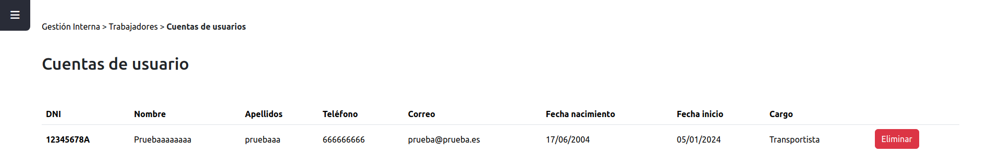 Gestión Interna > Trabajadores > Cuentas de usuarios
Cuentas de usuario
DNI Nombre Apellidos Teléfono Correo Fecha nacimiento Fecha inicio Cargo
12345678A Pruebaaaaaaaa pruebaaa 666666666 prueba@prueba.es 17/06/2004 05/01/2024 Transportista Eliminar